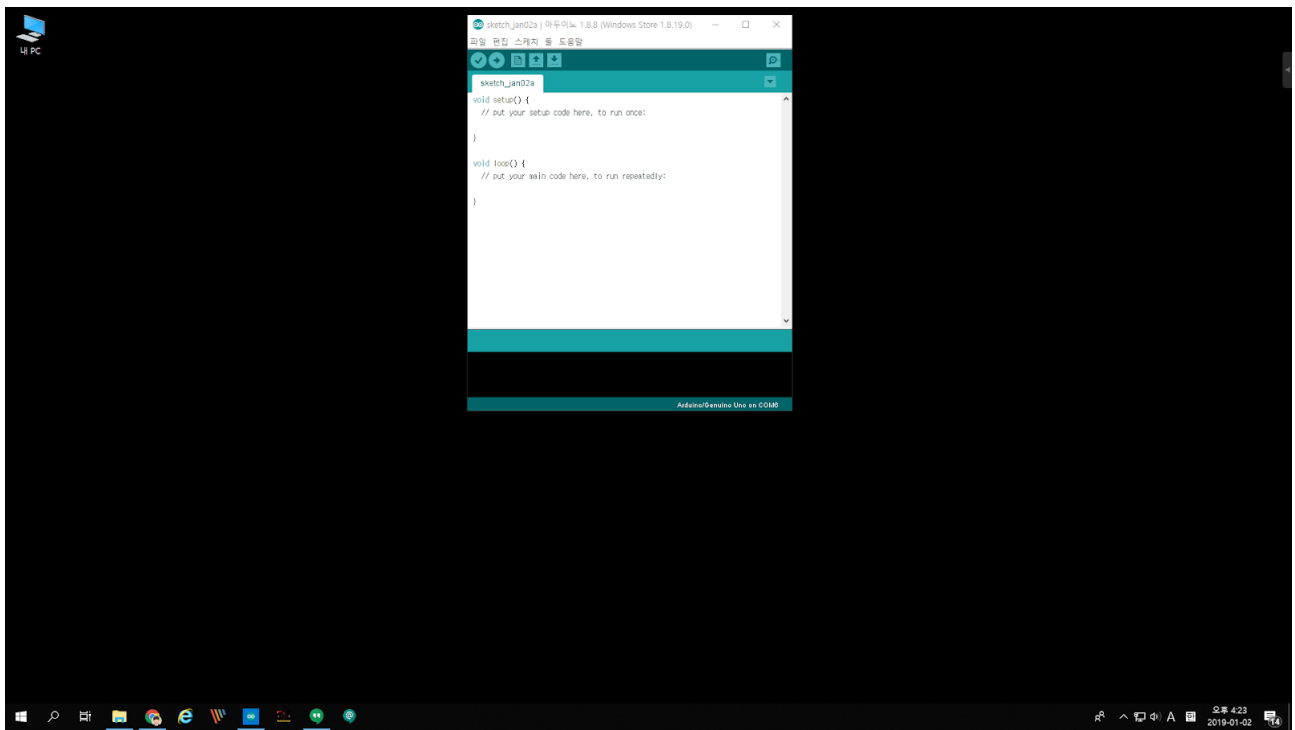 내 PC
sketch_jan02a | 아두이노 1.8.8 (Windows Store 1.8.19.0)
파일 편집 스케치 툴 도움말
sketch_jan02a
void setup() {
// put your setup code here, to run once:
}
void loop() {
// put your main code here, to run repeatedly:
}
Arduino/Genuino Uno on COM6
A
오후 4:23
2019-01-02
14